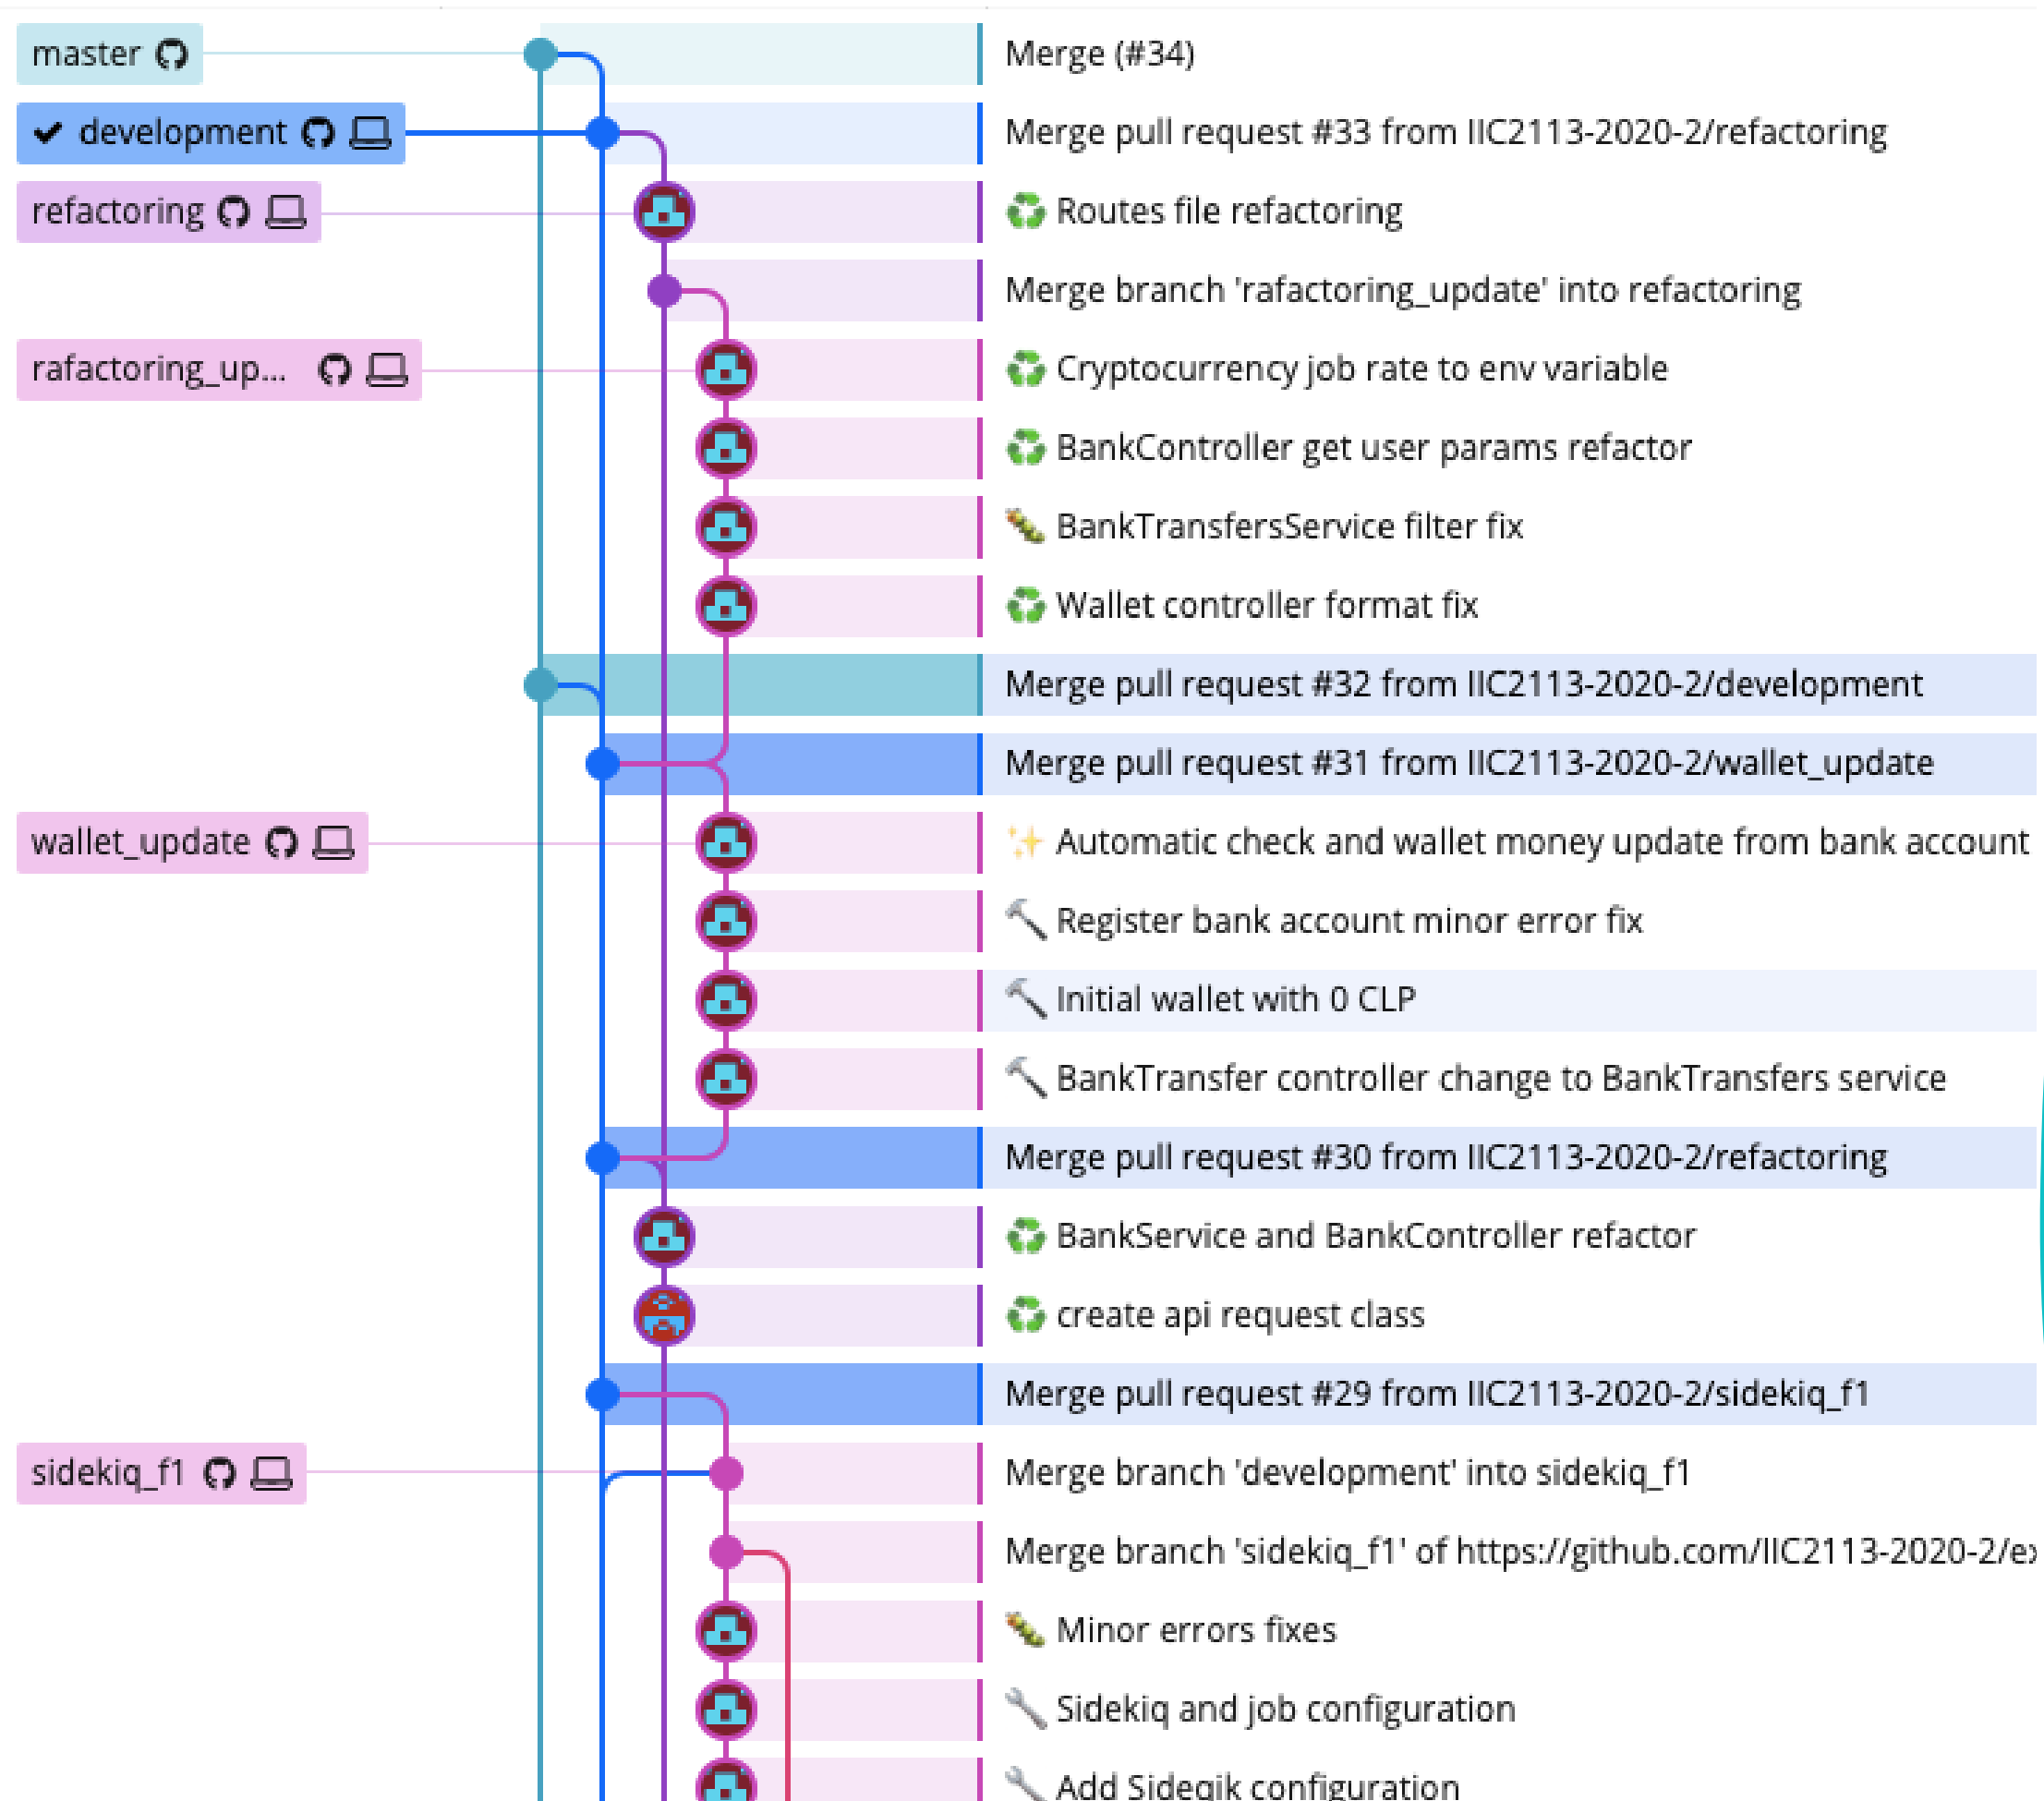 master
Merge (#34)
development
Merge pull request #33 from IIC2113-2020-2/refactoring
refactoring
Routes file refactoring
Merge branch 'rafactoring_update' into refactoring
rafactoring_up...
Cryptocurrency job rate to env variable
BankController get user params refactor
BankTransfersService filter fix
Wallet controller format fix
Merge pull request #32 from IIC2113-2020-2/development
Merge pull request #31 from IIC2113-2020-2/wallet_update
wallet_update
Automatic check and wallet money update from bank account
Register bank account minor error fix
Initial wallet with 0 CLP
BankTransfer controller change to BankTransfers service
Merge pull request #30 from IIC2113-2020-2/refactoring
BankService and BankController refactor
create api request class
Merge pull request #29 from IIC2113-2020-2/sidekiq_f1
sidekiq_f1
Merge branch 'development' into sidekiq_f1
Merge branch 'sidekiq_f1' of https://github.com/IIC2113-2020-2/ex
Minor errors fixes
Sidekiq and job configuration
Add Sideqik configuration